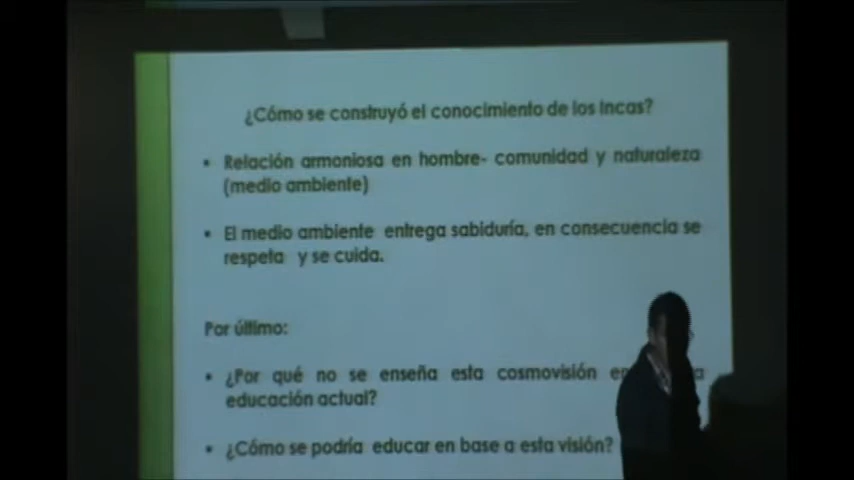 ¿Cómo se construyó el conocimiento de los Incas?
• Relación armoniosa en hombre- comunidad y naturaleza
(medio ambiente)
• El medio ambiente entrega sabiduría, en consecuencia se
respeta y se cuida.
Por último:
• ¿Por qué no se enseña esta cosmovisión
educación actual?
• ¿Cómo se podría educar en base a esta visión?